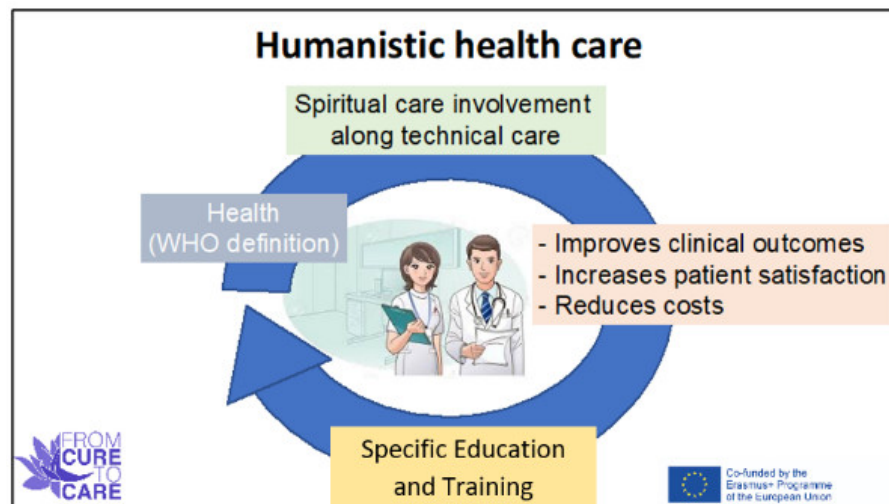 Humanistic health care
Spiritual care involvement
along technical care
Health
(WHO definition)
- Improves clinical outcomes
- Increases patient satisfaction
- Reduces costs
Specific Education
and Training
FROM
CURE
TO
CARE
Co-funded by the
Erasmus+ Programme
of the European Union